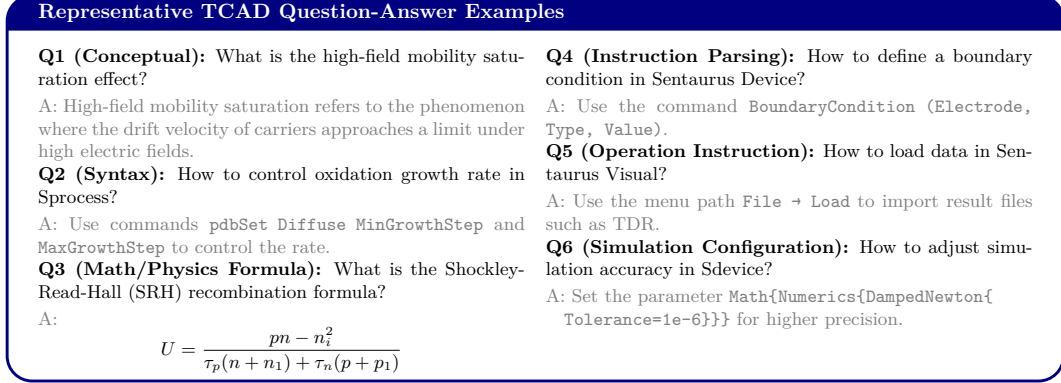 Representative TCAD Question-Answer Examples
Q1 (Conceptual): What is the high-field mobility satu-
ration effect?
A: High-field mobility saturation refers to the phenomenon
where the drift velocity of carriers approaches a limit under
high electric fields.
Q2 (Syntax): How to control oxidation growth rate in
Sprocess?
A: Use commands pdbSet Diffuse MinGrowthStep and
MaxGrowthStep to control the rate.
Q3 (Math/Physics Formula): What is the Shockley-
Read-Hall (SRH) recombination formula?
A:
U = \frac{pn - n_i^2}{\tau_p(n + n_1) + \tau_n(p + p_1)}
Q4 (Instruction Parsing): How to define a boundary
condition in Sentaurus Device?
A: Use the command BoundaryCondition (Electrode,
Type, Value).
Q5 (Operation Instruction): How to load data in Sen-
taurus Visual?
A: Use the menu path File → Load to import result files
such as TDR.
Q6 (Simulation Configuration): How to adjust simu-
lation accuracy in Sdevice?
A: Set the parameter Math{Numerics{DampedNewton{
Tolerance=1e-6}}} for higher precision.